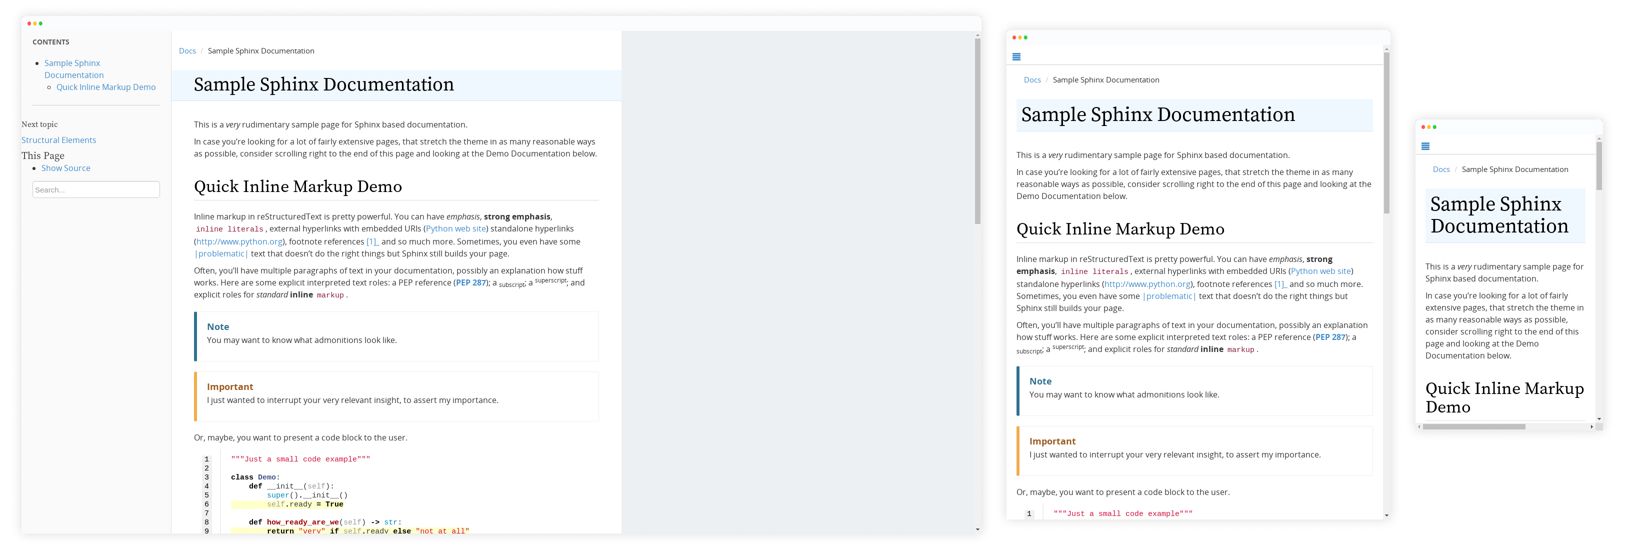 CONTENTS
Sample Sphinx
Documentation
Quick Inline Markup Demo
Next topic
Structural Elements
This Page
Show Source
Search...
Docs / Sample Sphinx Documentation
Sample Sphinx Documentation
This is a very rudimentary sample page for Sphinx based documentation.
In case you're looking for a lot of fairly extensive pages, that stretch the theme in as many reasonable ways
as possible, consider scrolling right to the end of this page and looking at the Demo Documentation below.
Quick Inline Markup Demo
Inline markup in reStructuredText is pretty powerful. You can have emphasis, strong emphasis,
inline literals, external hyperlinks with embedded URIs (Python web site) standalone hyperlinks
(http://www.python.org), footnote references [1]_ and so much more. Sometimes, you even have some
|problematic| text that doesn't do the right things but Sphinx still builds your page.
Often, you'll have multiple paragraphs of text in your documentation, possibly an explanation how stuff
works. Here are some explicit interpreted text roles: a PEP reference (PEP 287); a subscript; a superscript; and
explicit roles for standard inline markup.
Note
You may want to know what admonitions look like.
Important
I just wanted to interrupt your very relevant insight, to assert my importance.
Or, maybe, you want to present a code block to the user.
1 """Just a small code example"""
2
3 class Demo:
4     def __init__(self):
5         super().__init__()
6         self.ready = True
7
8     def how_ready_are_we(self) -> str:
9         return "very" if self.ready else "not at all"
Docs / Sample Sphinx Documentation
Sample Sphinx Documentation
This is a very rudimentary sample page for Sphinx based documentation.
In case you're looking for a lot of fairly extensive pages, that stretch the theme in as many
reasonable ways as possible, consider scrolling right to the end of this page and looking at the
Demo Documentation below.
Quick Inline Markup Demo
Inline markup in reStructuredText is pretty powerful. You can have emphasis, strong
emphasis, inline literals, external hyperlinks with embedded URIs (Python web site)
standalone hyperlinks (http://www.python.org), footnote references [1]_ and so much more.
Sometimes, you even have some |problematic| text that doesn't do the right things but
Sphinx still builds your page.
Often, you'll have multiple paragraphs of text in your documentation, possibly an explanation
how stuff works. Here are some explicit interpreted text roles: a PEP reference (PEP 287); a
subscript; a superscript; and explicit roles for standard inline markup.
Note
You may want to know what admonitions look like.
Important
I just wanted to interrupt your very relevant insight, to assert my importance.
Or, maybe, you want to present a code block to the user.
1 """Just a small code example"""
Docs / Sample Sphinx Documentation
Sample Sphinx
Documentation
This is a very rudimentary sample page for
Sphinx based documentation.
In case you're looking for a lot of fairly
extensive pages, that stretch the theme in
as many reasonable ways as possible,
consider scrolling right to the end of this
page and looking at the Demo
Documentation below.
Quick Inline Markup
Demo